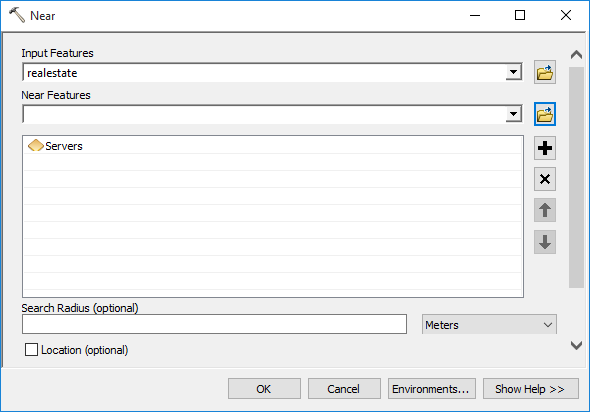 Near
Input Features
realestate
Near Features
Servers
Search Radius (optional)
Meters
Location (optional)
OK Cancel Environments... Show Help >>